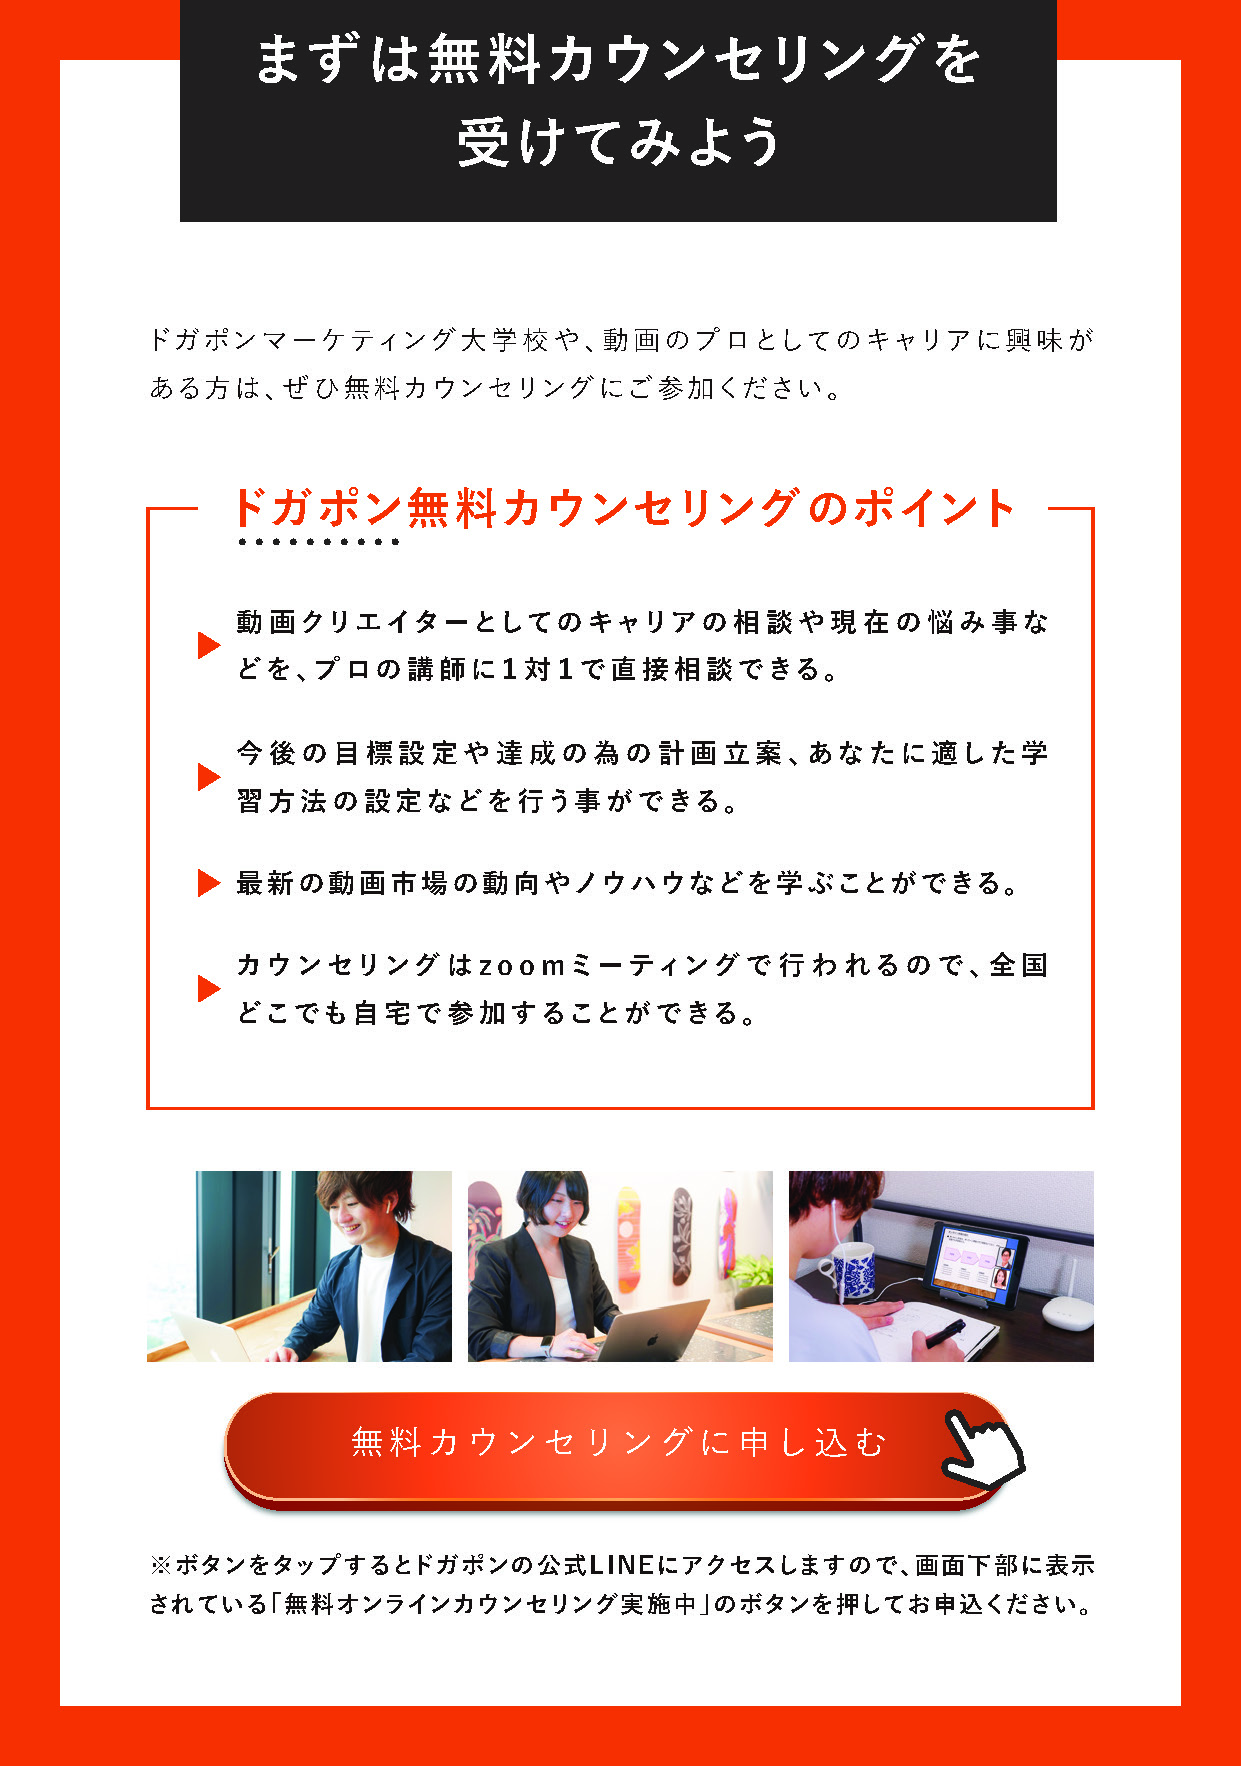 まずは無料カウンセリングを
受けてみよう
ドガポンマーケティング大学校や、動画のプロとしてのキャリアに興味が
ある方は、ぜひ無料カウンセリングにご参加ください。
ドガポン無料カウンセリングのポイント
動画クリエイターとしてのキャリアの相談や現在の悩み事な
どを、プロの講師に1対1で直接相談できる。
今後の目標設定や達成の為の計画立案、あなたに適した学
習方法の設定などを行う事ができる。
最新の動画市場の動向やノウハウなどを学ぶことができる。
カウンセリングはzoomミーティングで行われるので、全国
どこでも自宅で参加することができる。
無料カウンセリングに申し込む
※ボタンをタップするとドガポンの公式LINEにアクセスしますので、画面下部に表示
されている「無料オンラインカウンセリング実施中」のボタンを押してお申込ください。